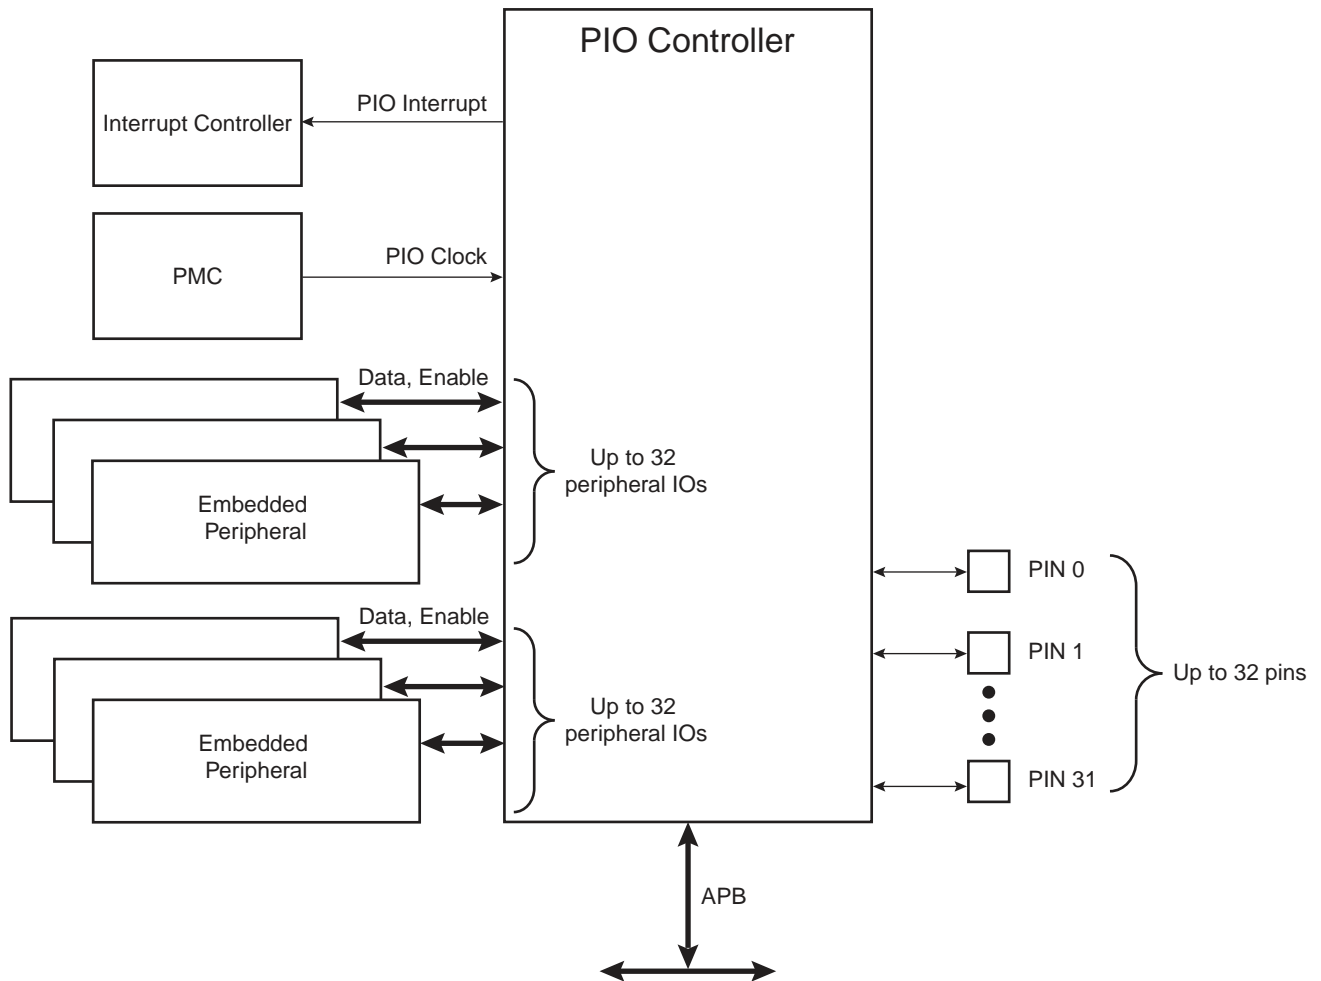 PIO Controller
PIO Interrupt
Interrupt Controller
PIO Clock
PMC
Data, Enable
Up to 32
peripheral IOs
Embedded
Peripheral
PIN 0
Data, Enable
PIN 1
Up to 32 pins
Up to 32
peripheral IOs
Embedded
Peripheral
PIN 31
APB